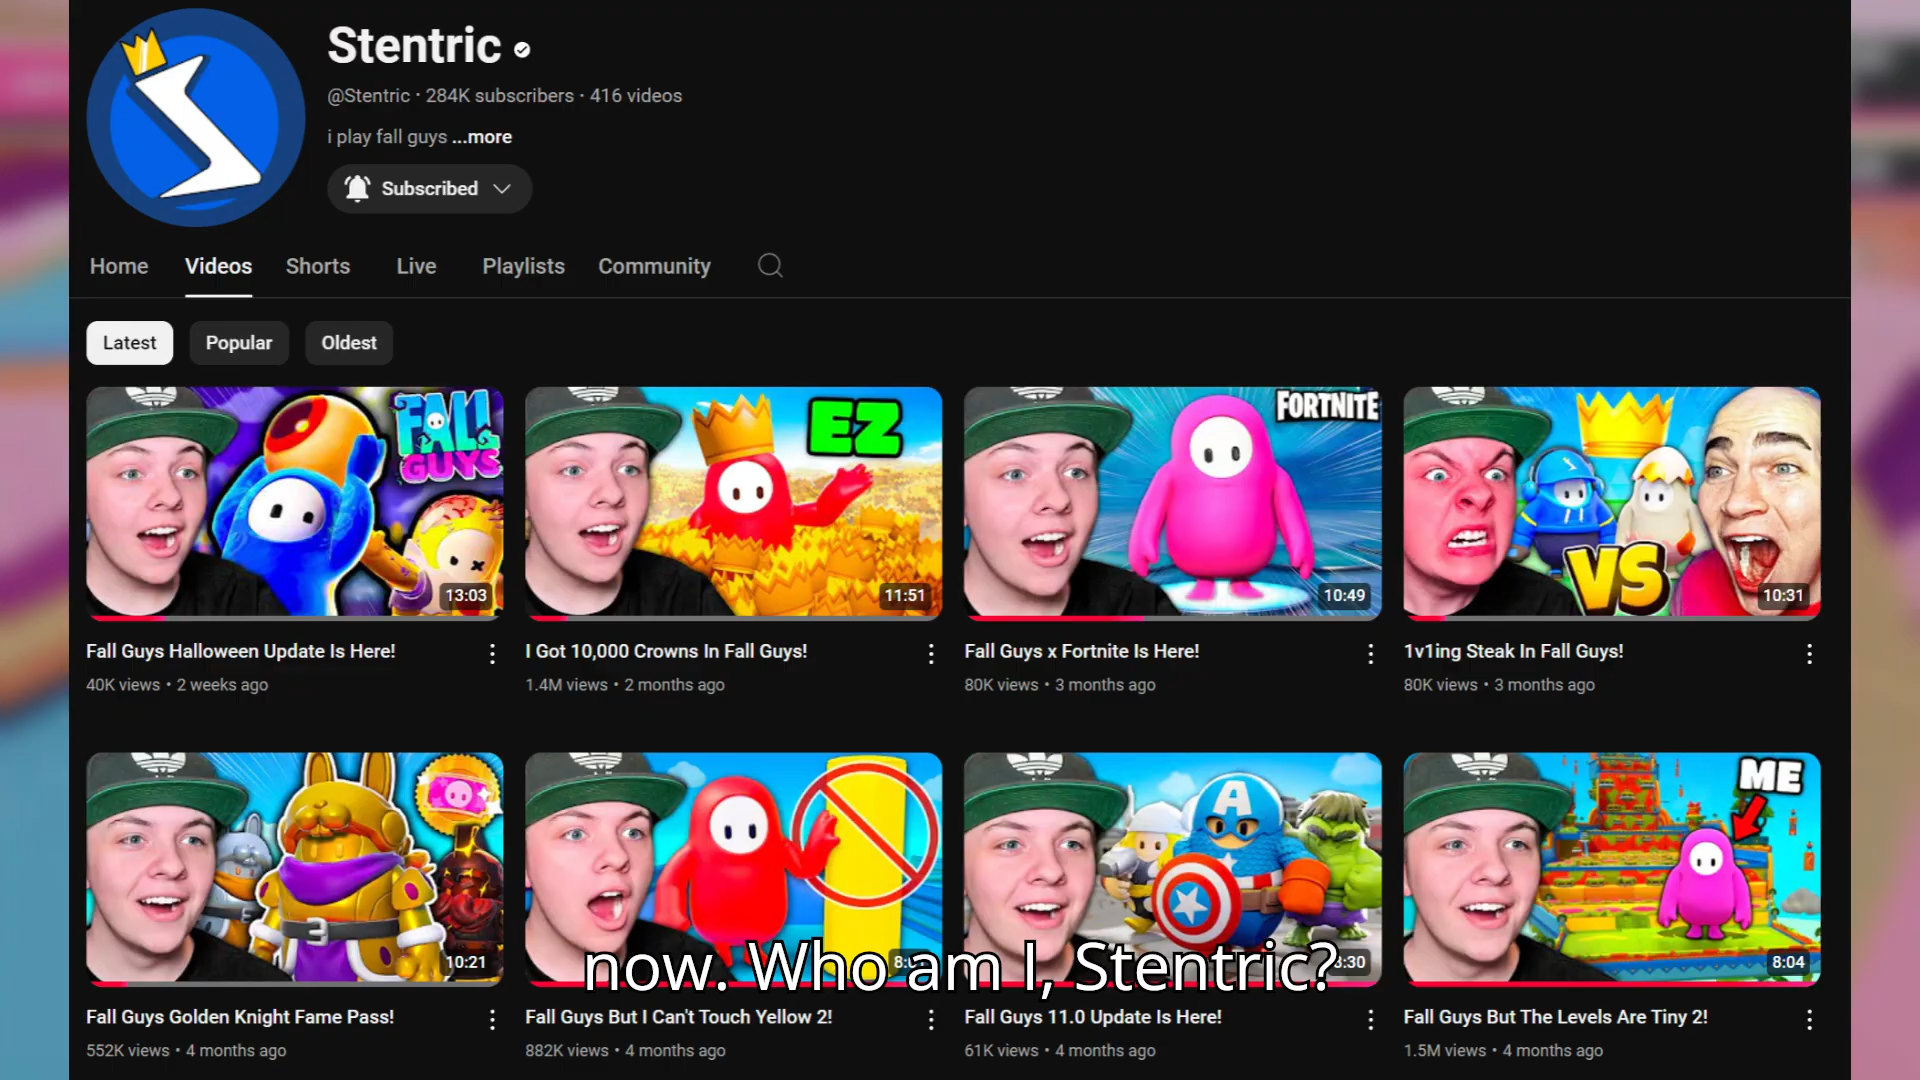 Stentric
@Stentric · 284K subscribers · 416 videos
i play fall guys ...more
Subscribed
Home Videos Shorts Live Playlists Community
Latest Popular Oldest
FALL GUYS
13:03
EZ
11:51
FORTNITE
10:49
VS
10:31
Fall Guys Halloween Update Is Here!
40K views • 2 weeks ago
I Got 10,000 Crowns In Fall Guys!
1.4M views • 2 months ago
Fall Guys x Fortnite Is Here!
80K views • 3 months ago
1v1ing Steak In Fall Guys!
80K views • 3 months ago
10:21
A
ME
8:04
now. Who am I, Stentric?
Fall Guys Golden Knight Fame Pass!
552K views • 4 months ago
Fall Guys But I Can't Touch Yellow 2!
882K views • 4 months ago
Fall Guys 11.0 Update Is Here!
61K views • 4 months ago
Fall Guys But The Levels Are Tiny 2!
1.5M views • 4 months ago